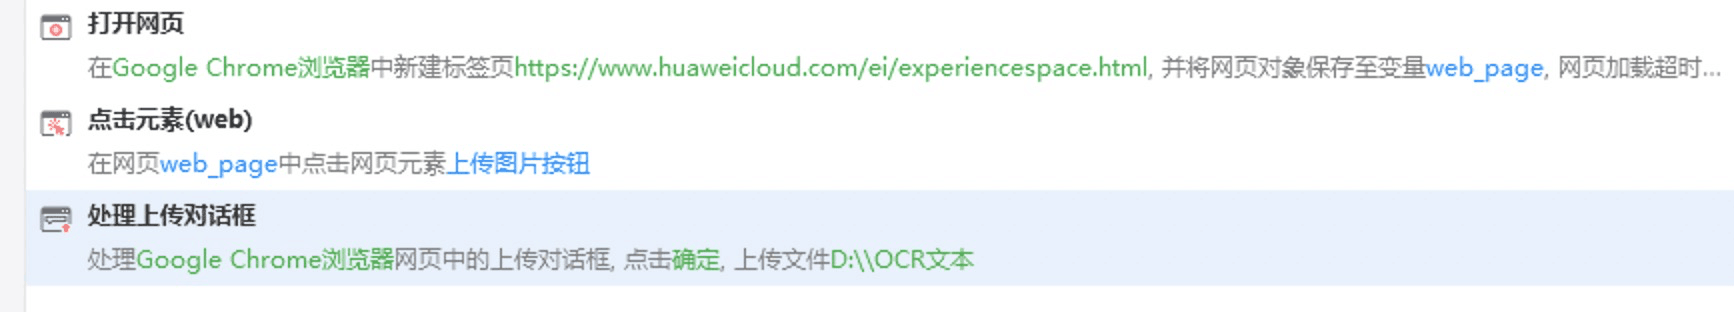 打开网页
在Google Chrome浏览器中新建标签页https://www.huaweicloud.com/ei/experiencespace.html, 并将网页对象保存至变量web_page, 网页加载超时...
点击元素(web)
在网页web_page中点击网页元素上传图片按钮
处理上传对话框
处理Google Chrome浏览器网页中的上传对话框, 点击确定, 上传文件D:\\OCR文本